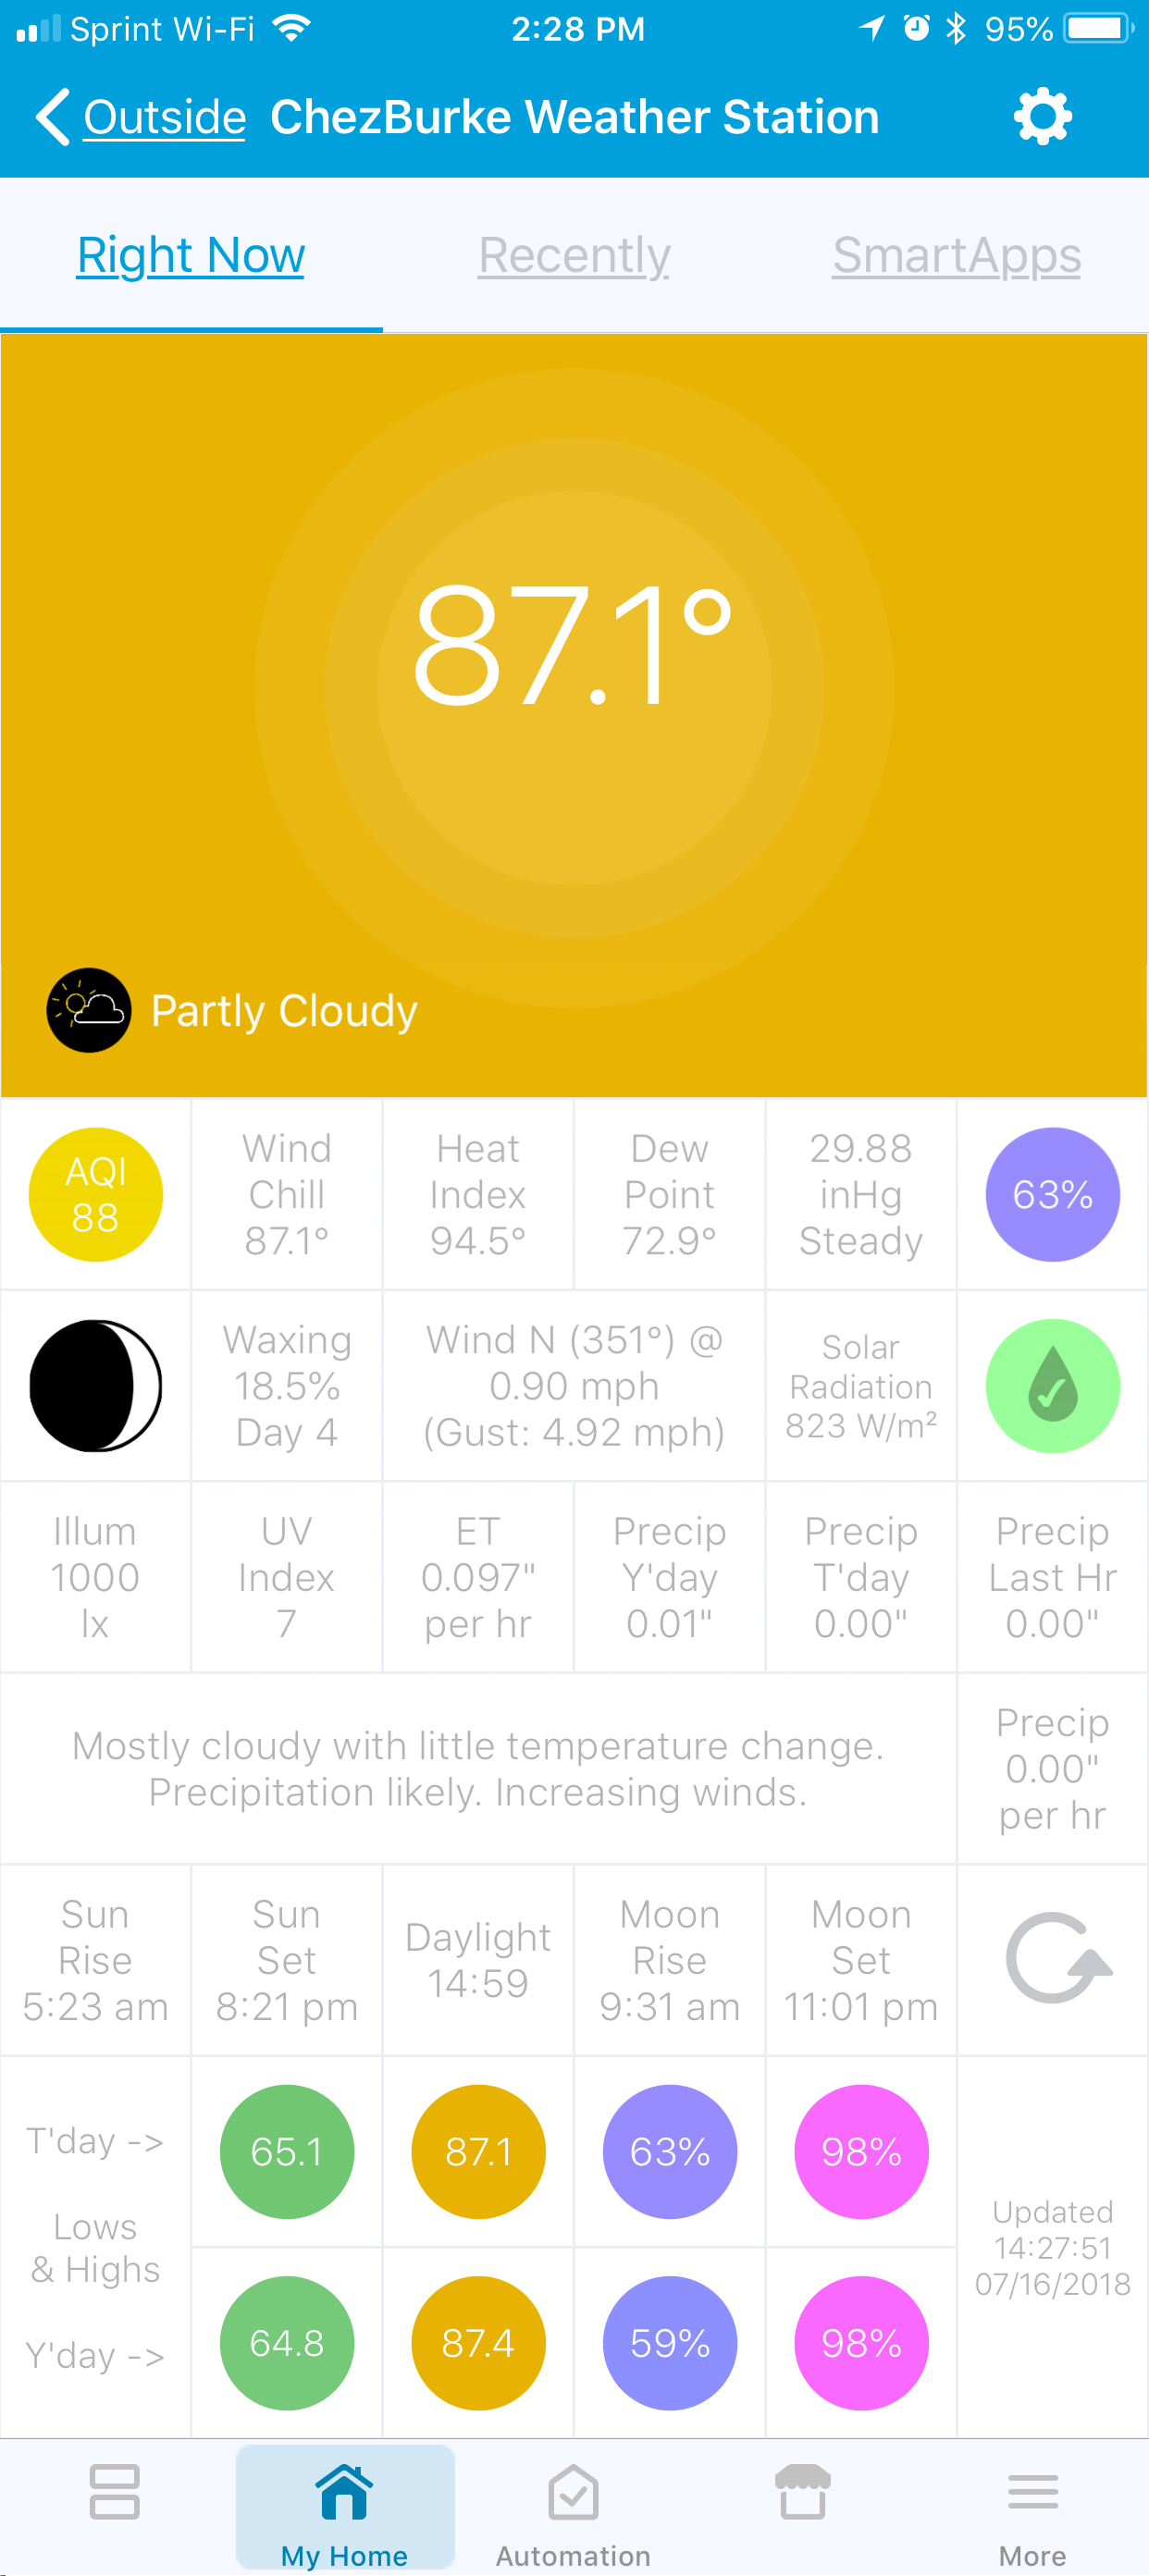 Sprint Wi-Fi 2:28 PM 95%
Outside ChezBurke Weather Station
Right Now Recently SmartApps
87.1°
Partly Cloudy
AQI
88
Wind
Chill
87.1°
Heat
Index
94.5°
Dew
Point
72.9°
29.88
inHg
Steady
63%
Waxing
18.5%
Day 4
Wind N (351°) @
0.90 mph
(Gust: 4.92 mph)
Solar
Radiation
823 W/m²
Illum
1000
lx
UV
Index
7
ET
0.097"
per hr
Precip
Y'day
0.01"
Precip
T'day
0.00"
Precip
Last Hr
0.00"
Mostly cloudy with little temperature change.
Precipitation likely. Increasing winds.
Precip
0.00"
per hr
Sun
Rise
5:23 am
Sun
Set
8:21 pm
Daylight
14:59
Moon
Rise
9:31 am
Moon
Set
11:01 pm
T'day ->
Lows
& Highs
Y'day ->
65.1 87.1 63% 98%
64.8 87.4 59% 98%
Updated
14:27:51
07/16/2018
My Home Automation More